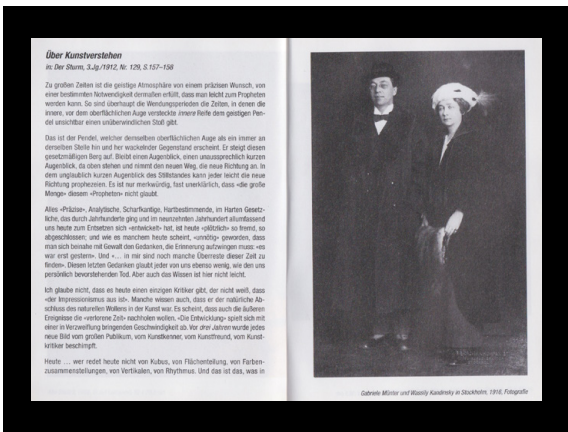 Über Kunstverstehen
in: Der Sturm, 3.Jg./1912, Nr. 129, S.157–158
Zu großen Zeiten ist die geistige Atmosphäre von einem präzisen Wunsch, von
einer bestimmten Notwendigkeit dermaßen erfüllt, dass man leicht zum Propheten
werden kann. So sind überhaupt die Wendungsperioden die Zeiten, in denen die
innere, vor dem oberflächlichen Auge versteckte innere Reife dem geistigen Pen-
del unsichtbar einen unüberwindlichen Stoß gibt.
Das ist der Pendel, welcher demselben oberflächlichen Auge als ein immer an
derselben Stelle hin und her wackelnder Gegenstand erscheint. Er steigt diesen
gesetzmäßigen Berg auf. Bleibt einen Augenblick, einen unaussprechlich kurzen
Augenblick, da oben stehen und nimmt den neuen Weg, die neue Richtung an. In
dem unglaublich kurzen Augenblick des Stillstandes kann jeder leicht die neue
Richtung prophezeien. Es ist nur merkwürdig, fast unerklärlich, dass «die große
Menge» diesem «Propheten» nicht glaubt.
Alles «Präzise», Analytische, Scharfkantige, Hartbestimmende, im Harten Gesetz-
liche, das durch Jahrhunderte ging und im neunzehnten Jahrhundert allumfassend
uns heute zum Entsetzen sich «entwickelt» hat, ist heute «plötzlich» so fremd, so
abgeschlossen; und wie es manchem heute scheint, «unnötig» geworden, dass
man sich beinahe mit Gewalt den Gedanken, die Erinnerung aufzwingen muss: «es
war erst gestern». Und «... in mir sind noch manche Überreste dieser Zeit zu
finden». Diesen letzten Gedanken glaubt jeder von uns ebenso wenig, wie den uns
persönlich bevorstehenden Tod. Aber auch das Wissen ist hier nicht leicht.
Ich glaube nicht, dass es heute einen einzigen Kritiker gibt, der nicht weiß, dass
«der Impressionismus aus ist». Manche wissen auch, dass er der natürliche Ab-
schluss des naturellen Wollens in der Kunst war. Es scheint, dass auch die äußeren
Ereignisse die «verlorene Zeit» nachholen wollen. «Die Entwicklung» spielt sich mit
einer in Verzweiflung bringenden Geschwindigkeit ab. Vor drei Jahren wurde jedes
neue Bild vom großen Publikum, vom Kunstkenner, vom Kunstfreund, vom Kunst-
kritiker beschimpft.
Heute ... wer redet heute nicht von Kubus, von Flächenteilung, von Farben-
zusammenstellungen, von Vertikalen, von Rhythmus. Und das ist das, was in
Gabriele Münter und Wassily Kandinsky in Stockholm, 1916, Fotografie